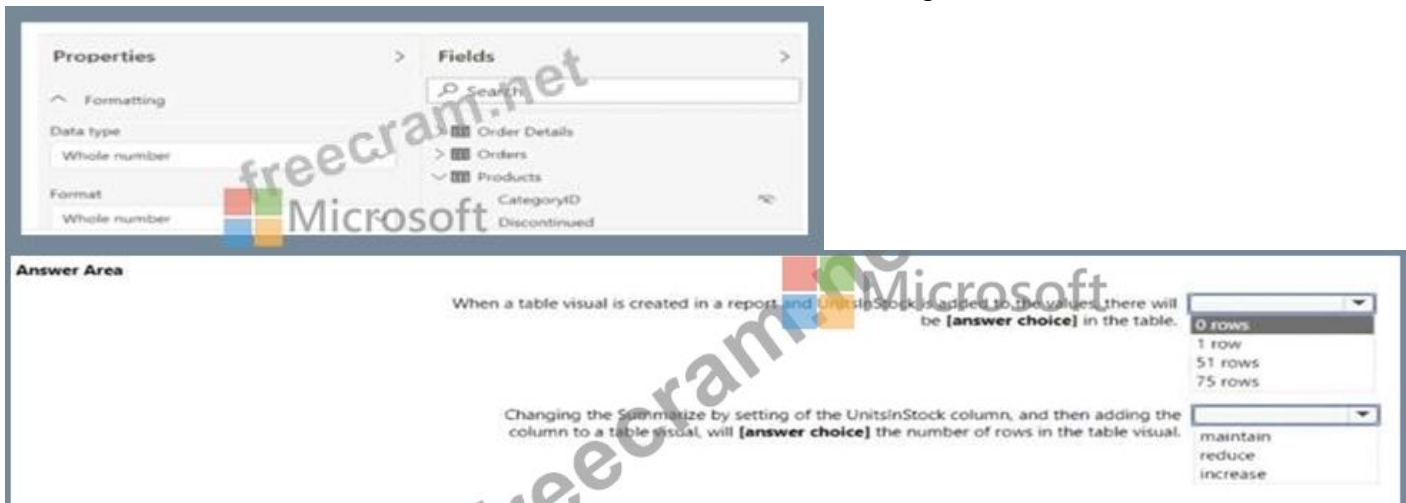 Properties
Fields
Search
Formatting
Order Details
Data type
Orders
Whole number
Products
Format
CategoryID
Whole number
Discontinued
freecram.net
Microsoft
Answer Area
Microsoft
When a table visual is created in a report and UnitsInStock is added to the values, there will
be [answer choice] in the table.
0 rows
1 row
51 rows
75 rows
Changing the Summarize by setting of the UnitsInStock column, and then adding the
column to a table visual, will [answer choice] the number of rows in the table visual.
maintain
reduce
increase
freecram.net